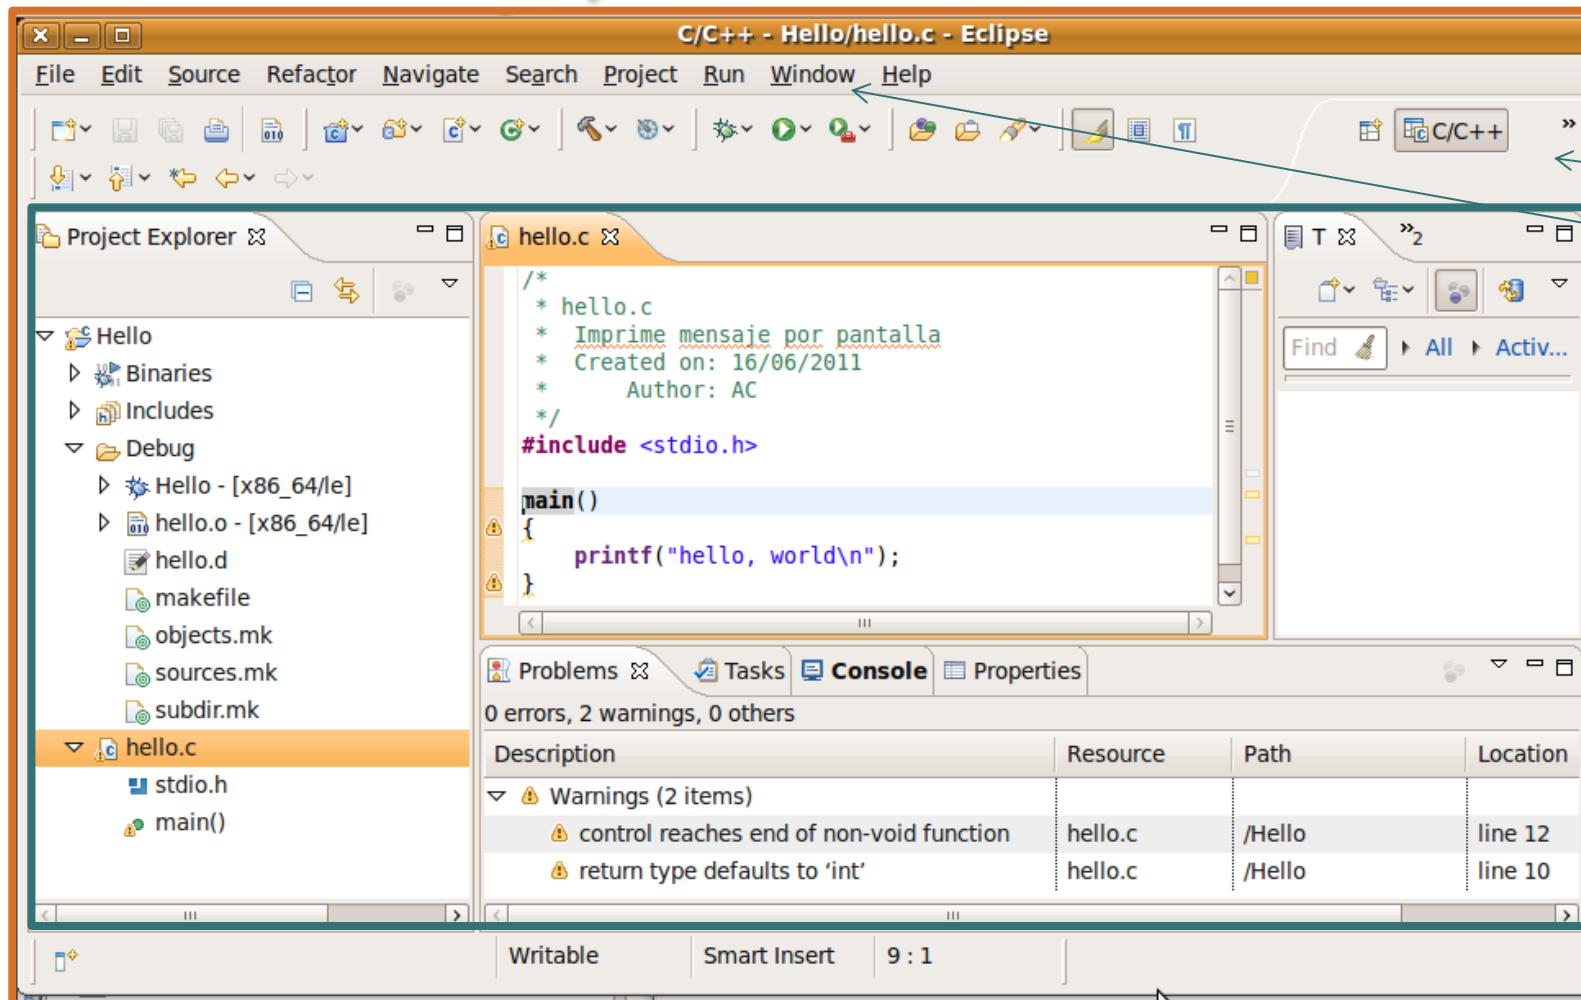 C/C++ - Hello/hello.c - Eclipse
File Edit Source Refactor Navigate Search Project Run Window Help
C/C++ »
Project Explorer
hello.c
T »2
Find All Activ...
Hello
Binaries
Includes
Debug
Hello - [x86_64/le]
hello.o - [x86_64/le]
hello.d
makefile
objects.mk
sources.mk
subdir.mk
hello.c
stdio.h
main()
/*
* hello.c
* Imprime mensaje por pantalla
* Created on: 16/06/2011
* Author: AC
*/
#include <stdio.h>
main()
{
printf("hello, world\n");
}
Problems Tasks Console Properties
0 errors, 2 warnings, 0 others
Description Resource Path Location
Warnings (2 items)
control reaches end of non-void function hello.c /Hello line 12
return type defaults to ‘int’ hello.c /Hello line 10
Writable Smart Insert 9 : 1